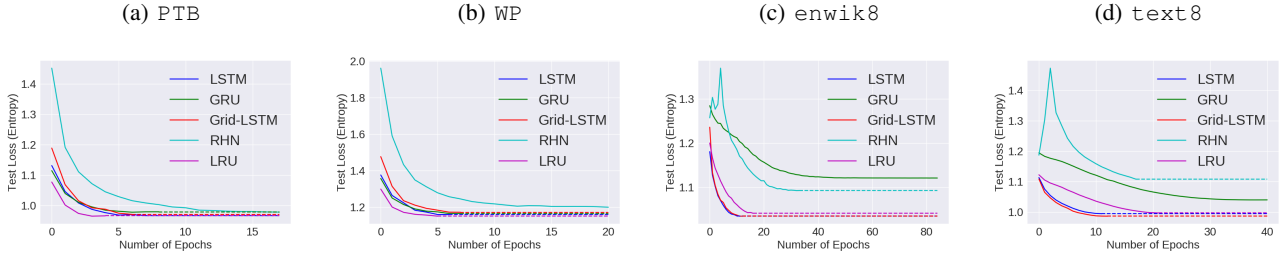 (a) PTB
(b) WP
(c) enwik8
(d) text8
1.4
1.3
1.2
1.1
1.0
Test Loss (Entropy)
LSTM
GRU
Grid-LSTM
RHN
LRU
0 5 10 15
Number of Epochs
2.0
1.8
1.6
1.4
1.2
Test Loss (Entropy)
LSTM
GRU
Grid-LSTM
RHN
LRU
0 5 10 15 20
Number of Epochs
1.3
1.2
1.1
Test Loss (Entropy)
LSTM
GRU
Grid-LSTM
RHN
LRU
0 20 40 60 80
Number of Epochs
1.4
1.3
1.2
1.1
1.0
Test Loss (Entropy)
LSTM
GRU
Grid-LSTM
RHN
LRU
0 10 20 30 40
Number of Epochs